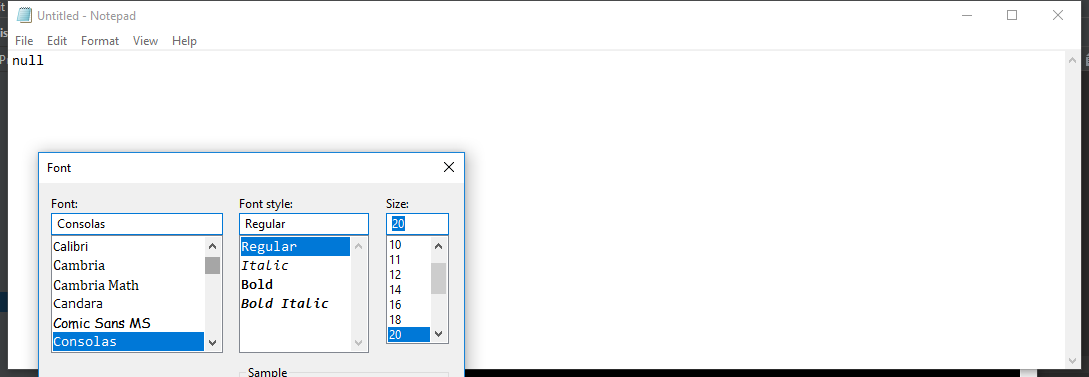 Untitled - Notepad
File Edit Format View Help
null
Font
Font: Font style: Size:
Consolas Regular 20
Calibri Regular 10
Cambria Italic 11
Cambria Math Bold 12
Candara Bold Italic 14
Comic Sans MS 16
Consolas 18
20
Sample